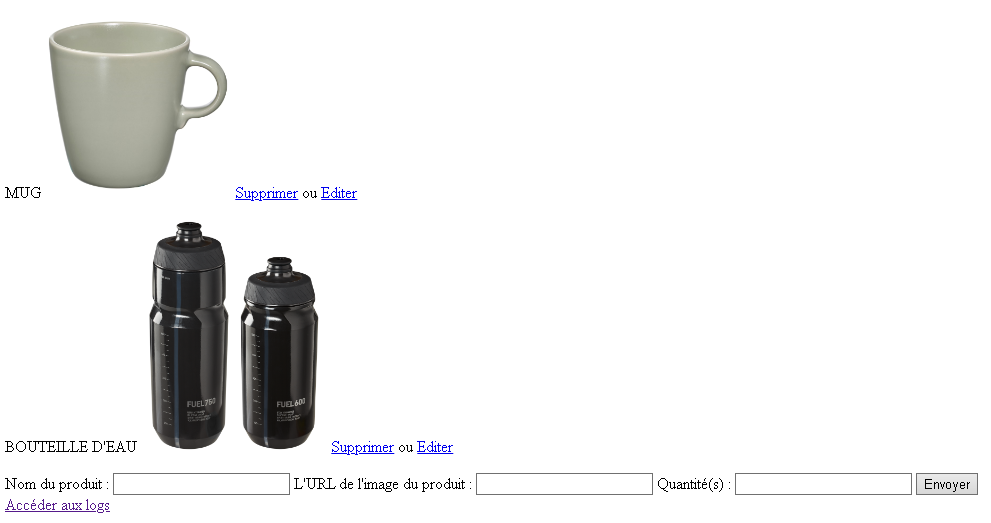 MUG Supprimer ou Editer
FUEL750 FUEL600
BOUTEILLE D'EAU Supprimer ou Editer
Nom du produit : L'URL de l'image du produit : Quantité(s) : Envoyer
Accéder aux logs